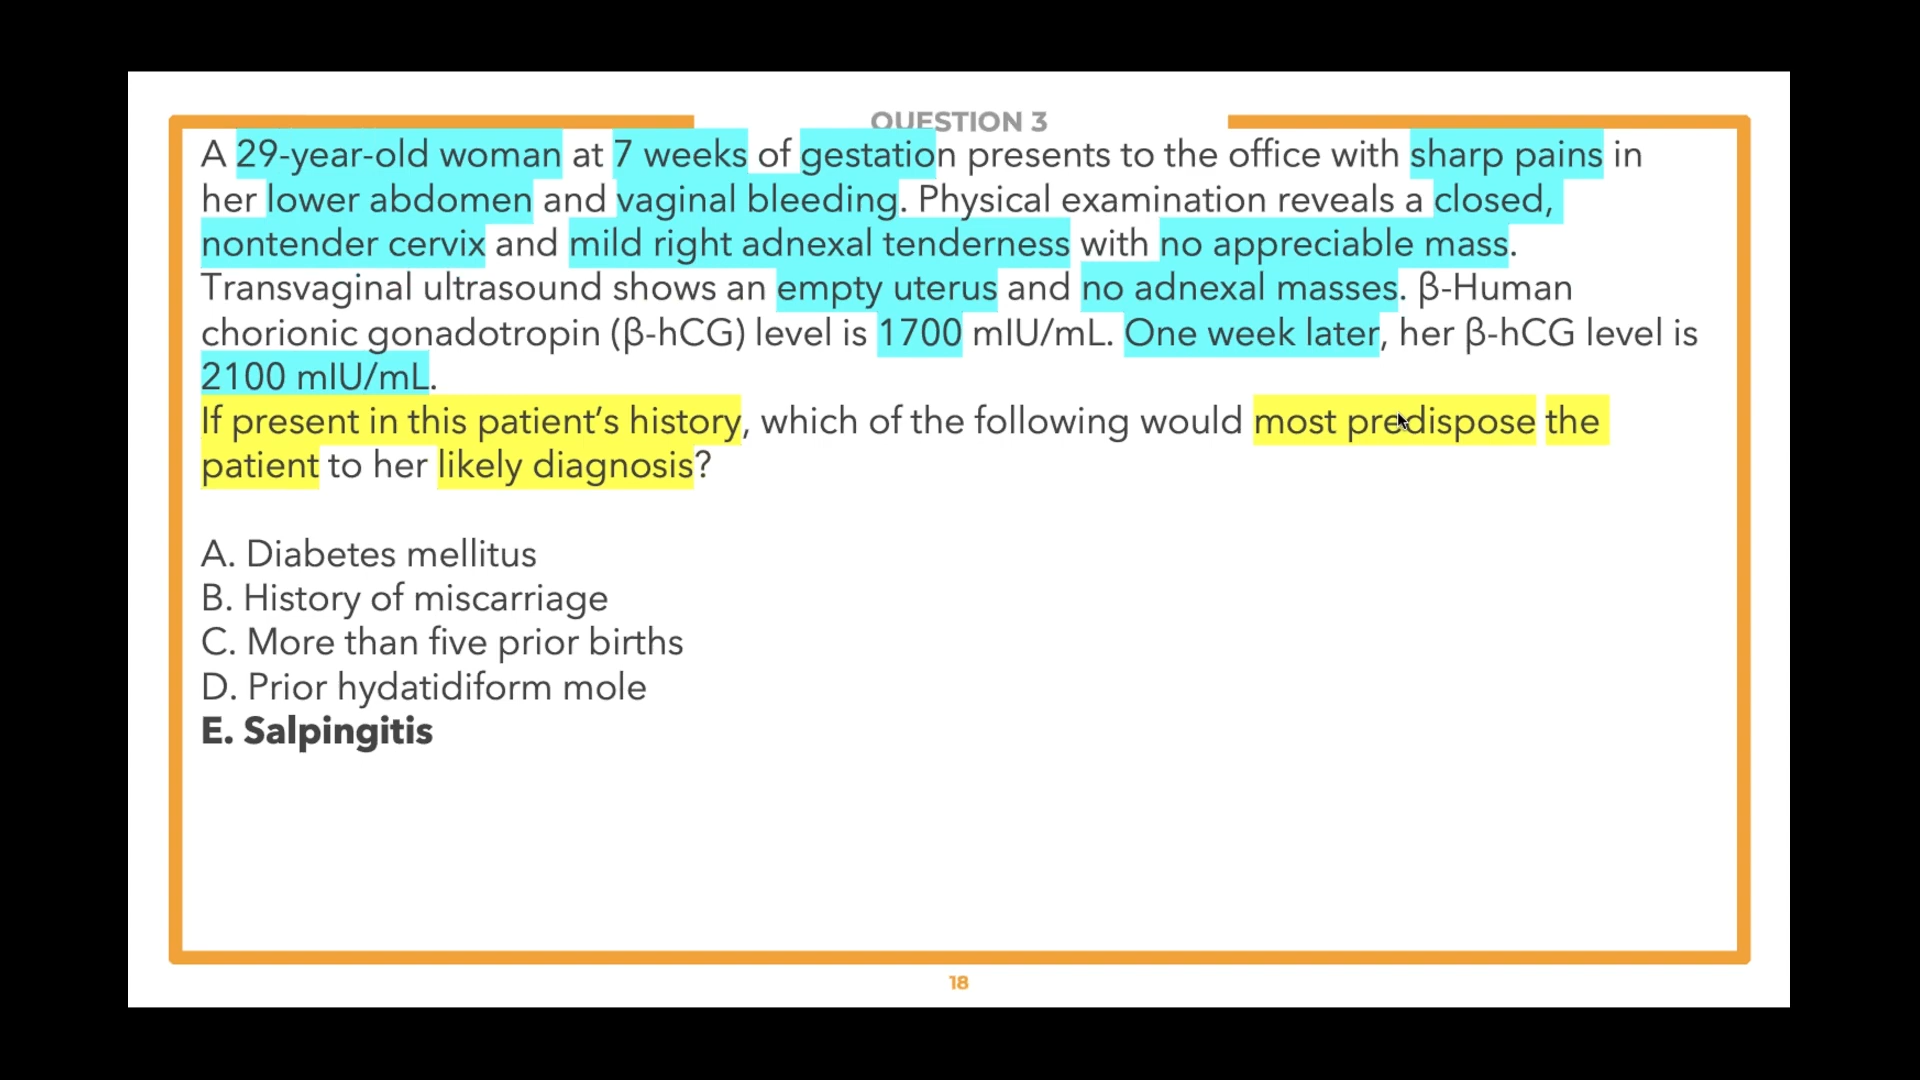 QUESTION 3
A 29-year-old woman at 7 weeks of gestation presents to the office with sharp pains in
her lower abdomen and vaginal bleeding. Physical examination reveals a closed,
nontender cervix and mild right adnexal tenderness with no appreciable mass.
Transvaginal ultrasound shows an empty uterus and no adnexal masses. β-Human
chorionic gonadotropin (β-hCG) level is 1700 mIU/mL. One week later, her β-hCG level is
2100 mIU/mL.
If present in this patient’s history, which of the following would most predispose the
patient to her likely diagnosis?
A. Diabetes mellitus
B. History of miscarriage
C. More than five prior births
D. Prior hydatidiform mole
E. Salpingitis
18